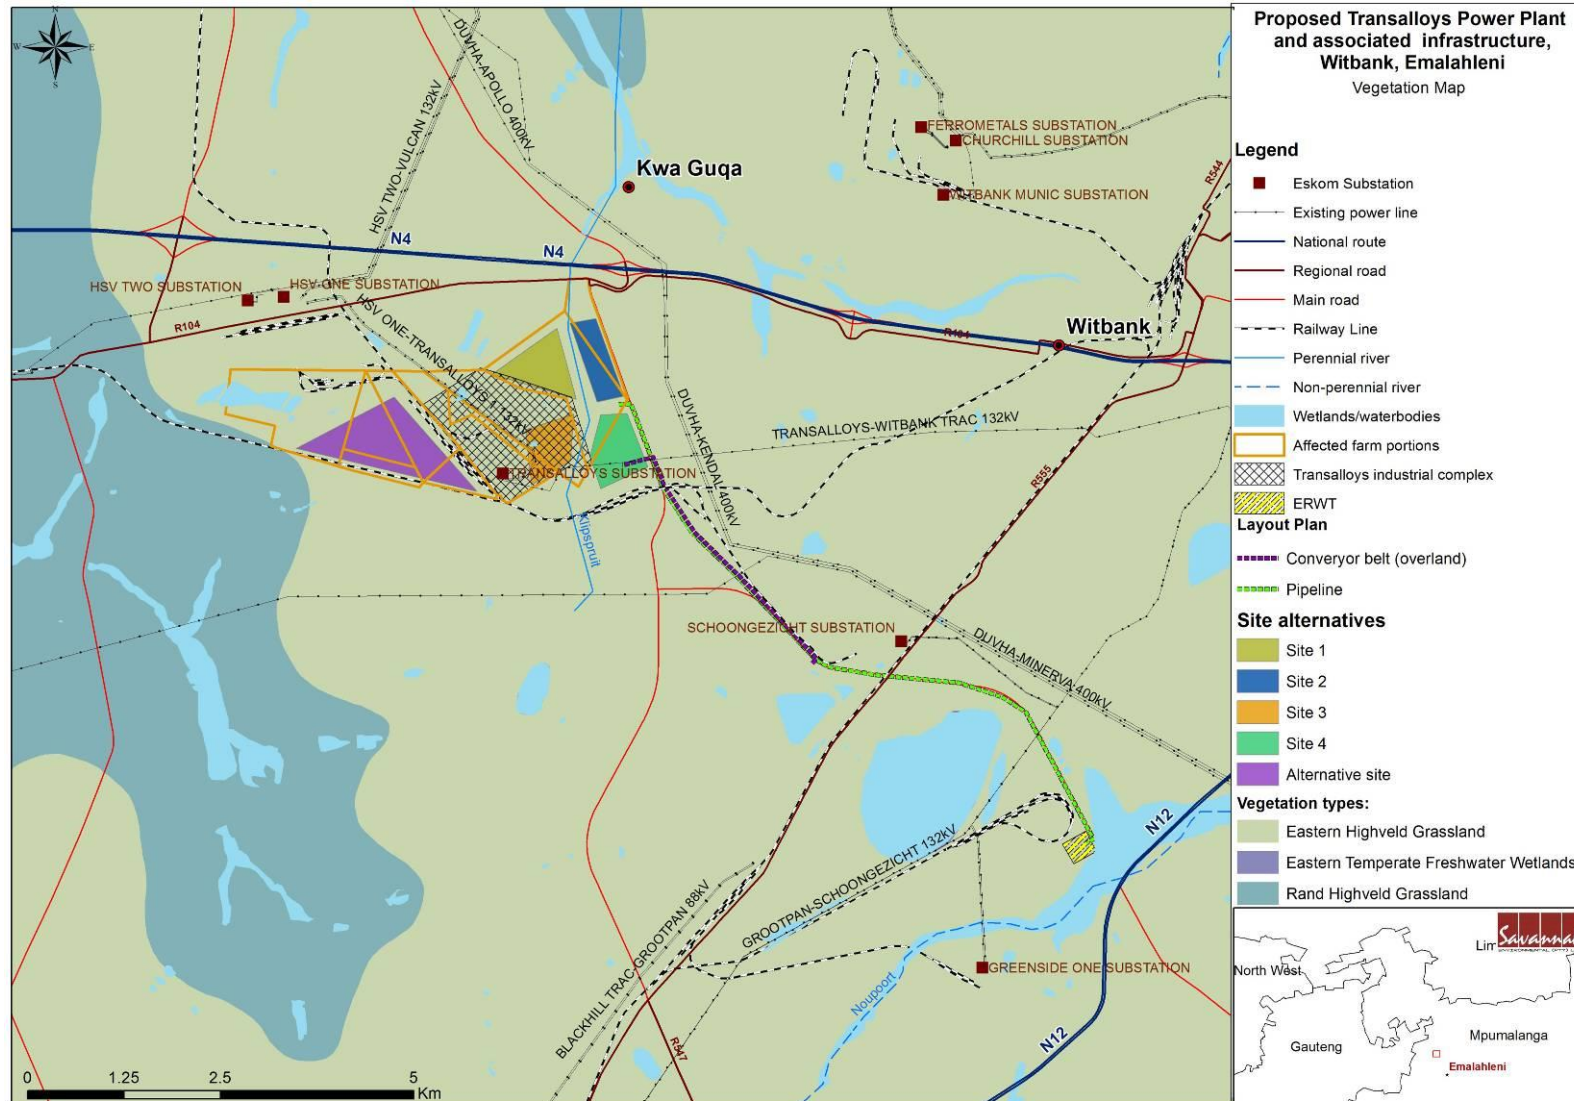 Proposed Transalloys Power Plant
and associated infrastructure,
Witbank, Emalahleni
Vegetation Map
Legend
Eskom Substation
Existing power line
National route
Regional road
Main road
Railway Line
Perennial river
Non-perennial river
Wetlands/waterbodies
Affected farm portions
Transalloys industrial complex
ERWT
Layout Plan
Converyor belt (overland)
Pipeline
Site alternatives
Site 1
Site 2
Site 3
Site 4
Alternative site
Vegetation types:
Eastern Highveld Grassland
Eastern Temperate Freshwater Wetlands
Rand Highveld Grassland
N
W
E
S
DUVHA-APOLLO 400kV
HSV TWO-VULCAN 132kV
FERROMETALS SUBSTATION
CHURCHILL SUBSTATION
Kwa Guqa
WITBANK MUNIC SUBSTATION
R544
N4
N4
HSV TWO SUBSTATION
HSV ONE SUBSTATION
R104
HSV ONE-TRANSALLOYS 1 132kV
Witbank
R104
DUVHA-KENDAL 400kV
TRANSALLOYS-WITBANK TRAC 132kV
TRANSALLOYS SUBSTATION
R555
Klipspruit
SCHOONGEZICHT SUBSTATION
DUVHA-MINERVA 400kV
N12
GROOTPAN-SCHOONGEZICHT 132kV
BLACKHILL TRAC-GROOTPAN 88kV
GREENSIDE ONE SUBSTATION
Noupoort
N12
R547
0 1.25 2.5 5
Km
Savannah
Lim
North West
Gauteng
Mpumalanga
Emalahleni